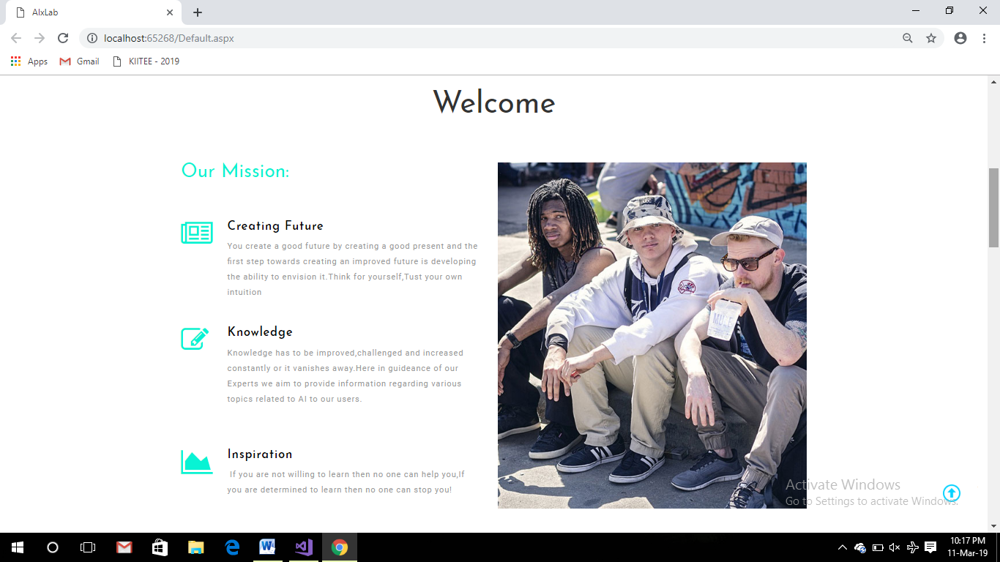 AIxLab
localhost:65268/Default.aspx
Apps
Gmail
KIITEE - 2019
Welcome
Our Mission:
Creating Future
You create a good future by creating a good present and the
first step towards creating an improved future is developing
the ability to envision it.Think for yourself,Tust your own
intuition
Knowledge
Knowledge has to be improved,challenged and increased
constantly or it vanishes away.Here in guideance of our
Experts we aim to provide information regarding various
topics related to AI to our users.
Inspiration
If you are not willing to learn then no one can help you,If
you are determined to learn then no one can stop you!
Activate Windows
Go to Settings to activate Windows.
10:17 PM
11-Mar-19